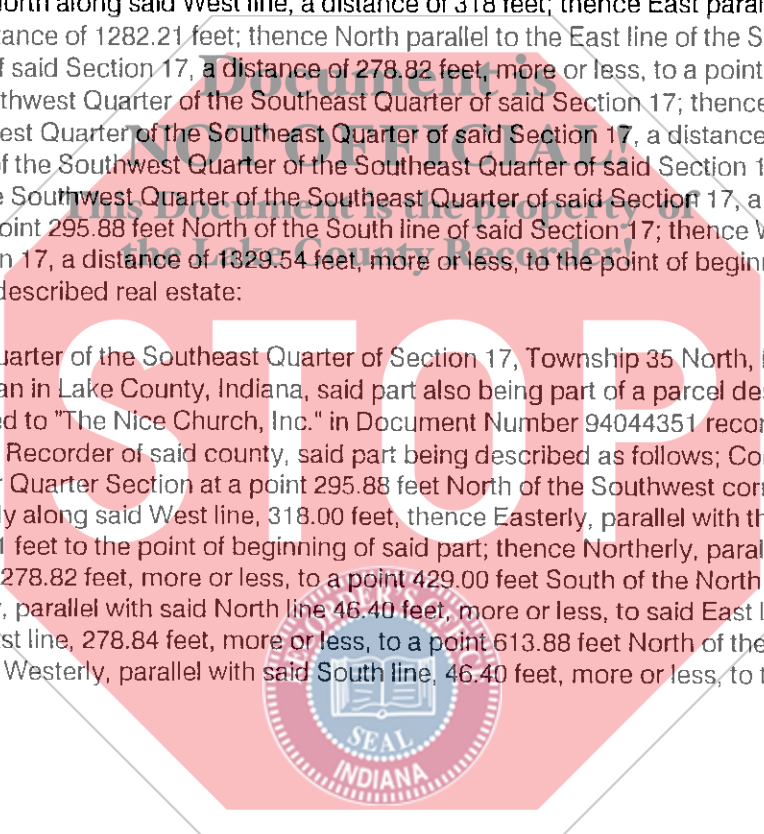 orth along said West line, a distance of 318 feet; thence East paral
tance of 1282.21 feet; thence North parallel to the East line of the S
f said Section 17, a distance of 278.82 feet, more or less, to a point
thwest Quarter of the Southeast Quarter of said Section 17; thence
est Quarter of the Southeast Quarter of said Section 17, a distance
of the Southwest Quarter of the Southeast Quarter of said Section 1
e Southwest Quarter of the Southeast Quarter of said Section 17, a
oint 295.88 feet North of the South line of said Section 17; thence W
n 17, a distance of 1329.54 feet, more or less, to the point of beginn
described real estate:
uarter of the Southeast Quarter of Section 17, Township 35 North,
an in Lake County, Indiana, said part also being part of a parcel des
ed to "The Nice Church, Inc." in Document Number 94044351 recor
Recorder of said county, said part being described as follows; Co
r Quarter Section at a point 295.88 feet North of the Southwest corn
ly along said West line, 318.00 feet, thence Easterly, parallel with th
1 feet to the point of beginning of said part; thence Northerly, paral
278.82 feet, more or less, to a point 429.00 feet South of the North
, parallel with said North line 46.40 feet, more or less, to said East l
st line, 278.84 feet, more or less, to a point 613.88 feet North of the
Westerly, parallel with said South line, 46.40 feet, more or less, to t
Document is
NOT OFFICIAL!
This Document is the property of
the Lake County Recorder!
STOP
SEAL
INDIANA